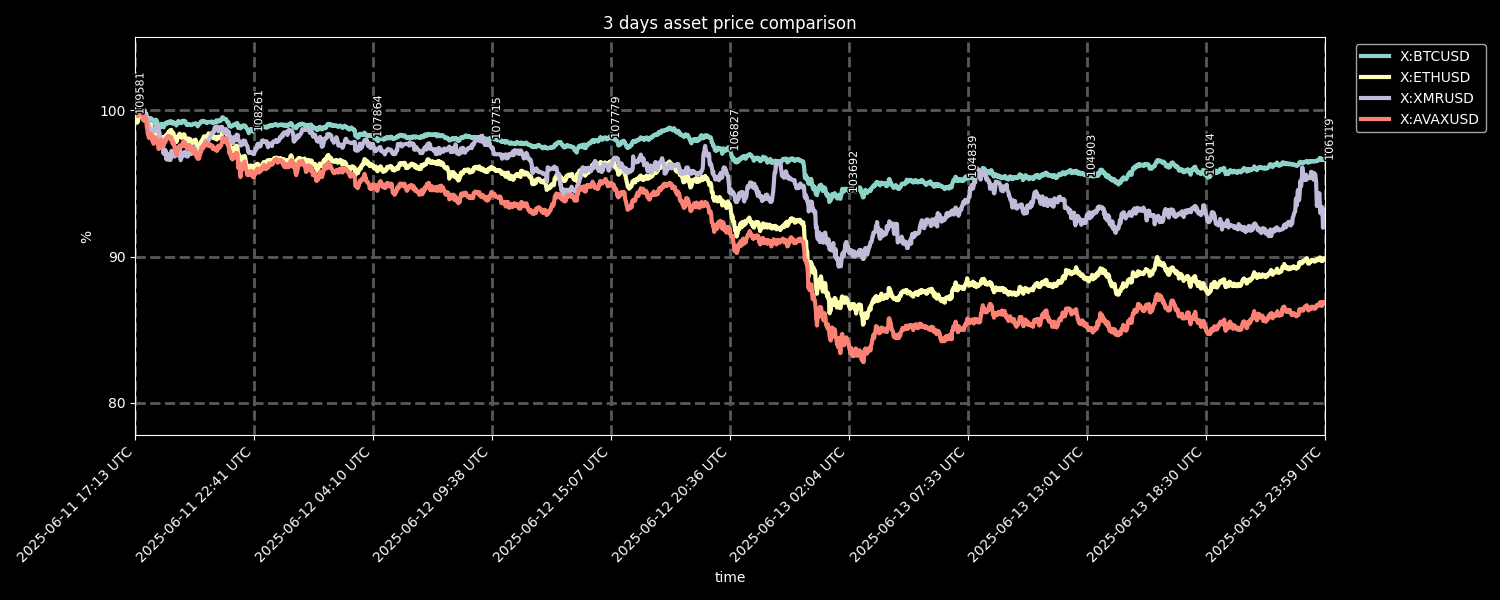 3 days asset price comparison
X:BTCUSD
X:ETHUSD
X:XMRUSD
X:AVAXUSD
109581
108261
107864
107715
107779
106827
103692
104839
104903
105014
106119
100
90
80
%
2025-06-11 17:13 UTC
2025-06-11 22:41 UTC
2025-06-12 04:10 UTC
2025-06-12 09:38 UTC
2025-06-12 15:07 UTC
2025-06-12 20:36 UTC
2025-06-13 02:04 UTC
2025-06-13 07:33 UTC
2025-06-13 13:01 UTC
2025-06-13 18:30 UTC
2025-06-13 23:59 UTC
time